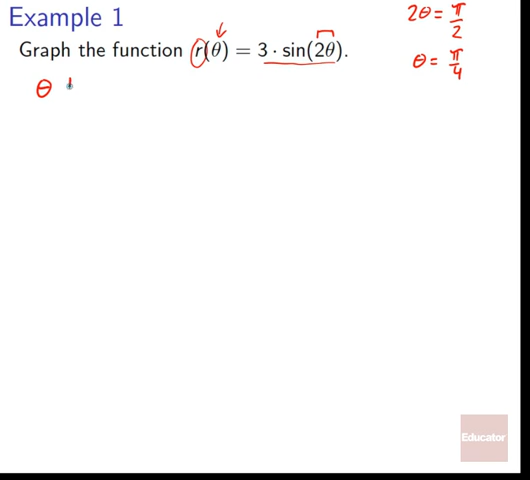 Example 1
Graph the function r(θ) = 3 · sin(2θ).
2θ = π/2
θ = π/4
θ
Educator